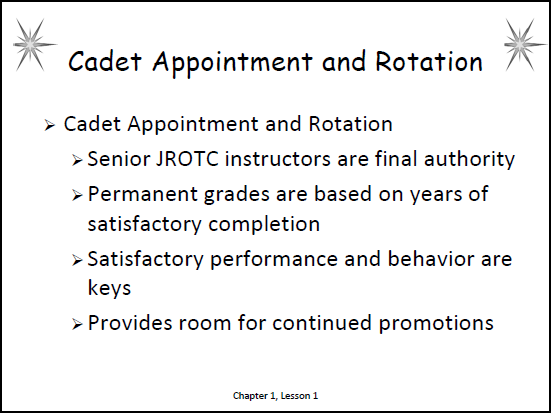 Cadet Appointment and Rotation
Cadet Appointment and Rotation
Senior JROTC instructors are final authority
Permanent grades are based on years of
satisfactory completion
Satisfactory performance and behavior are
keys
Provides room for continued promotions
Chapter 1, Lesson 1